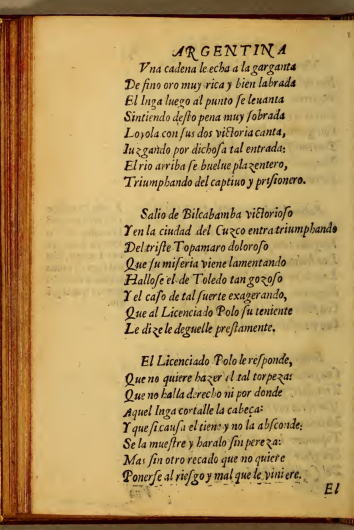 ARGENTINA
Vna cadena le echa a la garganta
De fino oro muy rica y bien labrada
El Inga luego al punto ſe leuanta
Sintiendo deſto pena muy ſobrada
Loyola con ſus dos victoria canta,
Iuzgando por dichoſa tal entrada:
El rio arriba ſe buelue plazentero,
Triumphando del captiuo y priſionero.
Salio de Bilcabamba victorioſo
Y en la ciudad del Cuzco entra triumphando
Del triſte Topamaro doloroſo
Que ſu miſeria viene lamentando
Halloſe el de Toledo tan gozoſo
Y el caſo de tal ſuerte exagerando,
Que al Licenciado Polo ſu teniente
Le dize le deguelle preſtamente.
El Licenciado Polo le reſponde,
Que no quiere hazer el tal torpeza:
Que no halla derecho ni por donde
Aquel Inga cortalle la cabeça:
Y que ſi cauſa el tiene y no la abſconde:
Se la mueſtre y haralo ſin pereza:
Mas ſin otro recado que no quiere
Ponerſe al rieſgo y mal que le viniere.
El